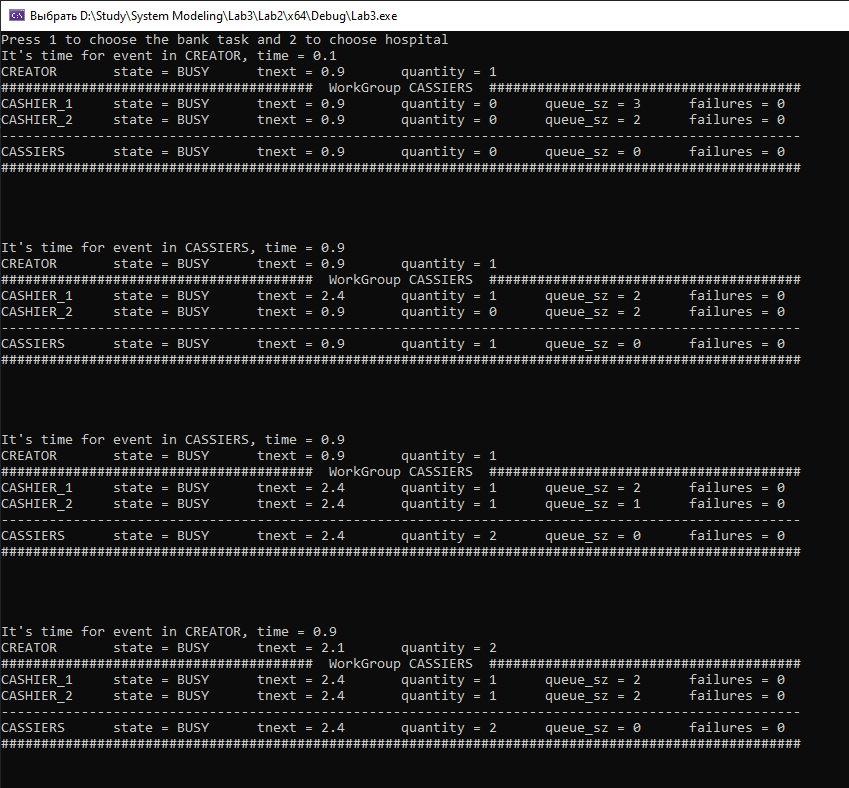 Выбрать D:\Study\System Modeling\Lab3\Lab2\x64\Debug\Lab3.exe
Press 1 to choose the bank task and 2 to choose hospital
It's time for event in CREATOR, time = 0.1
CREATOR       state = BUSY      tnext = 0.9       quantity = 1
#######################################  WorkGroup CASSIERS  #######################################
CASHIER_1     state = BUSY      tnext = 0.9       quantity = 0      queue_sz = 3      failures = 0
CASHIER_2     state = BUSY      tnext = 0.9       quantity = 0      queue_sz = 2      failures = 0
----------------------------------------------------------------------------------------------------
CASSIERS      state = BUSY      tnext = 0.9       quantity = 0      queue_sz = 0      failures = 0
####################################################################################################
It's time for event in CASSIERS, time = 0.9
CREATOR       state = BUSY      tnext = 0.9       quantity = 1
#######################################  WorkGroup CASSIERS  #######################################
CASHIER_1     state = BUSY      tnext = 2.4       quantity = 1      queue_sz = 2      failures = 0
CASHIER_2     state = BUSY      tnext = 0.9       quantity = 0      queue_sz = 2      failures = 0
----------------------------------------------------------------------------------------------------
CASSIERS      state = BUSY      tnext = 0.9       quantity = 1      queue_sz = 0      failures = 0
####################################################################################################
It's time for event in CASSIERS, time = 0.9
CREATOR       state = BUSY      tnext = 0.9       quantity = 1
#######################################  WorkGroup CASSIERS  #######################################
CASHIER_1     state = BUSY      tnext = 2.4       quantity = 1      queue_sz = 2      failures = 0
CASHIER_2     state = BUSY      tnext = 2.4       quantity = 1      queue_sz = 1      failures = 0
----------------------------------------------------------------------------------------------------
CASSIERS      state = BUSY      tnext = 2.4       quantity = 2      queue_sz = 0      failures = 0
####################################################################################################
It's time for event in CREATOR, time = 0.9
CREATOR       state = BUSY      tnext = 2.1       quantity = 2
#######################################  WorkGroup CASSIERS  #######################################
CASHIER_1     state = BUSY      tnext = 2.4       quantity = 1      queue_sz = 2      failures = 0
CASHIER_2     state = BUSY      tnext = 2.4       quantity = 1      queue_sz = 2      failures = 0
----------------------------------------------------------------------------------------------------
CASSIERS      state = BUSY      tnext = 2.4       quantity = 2      queue_sz = 0      failures = 0
####################################################################################################